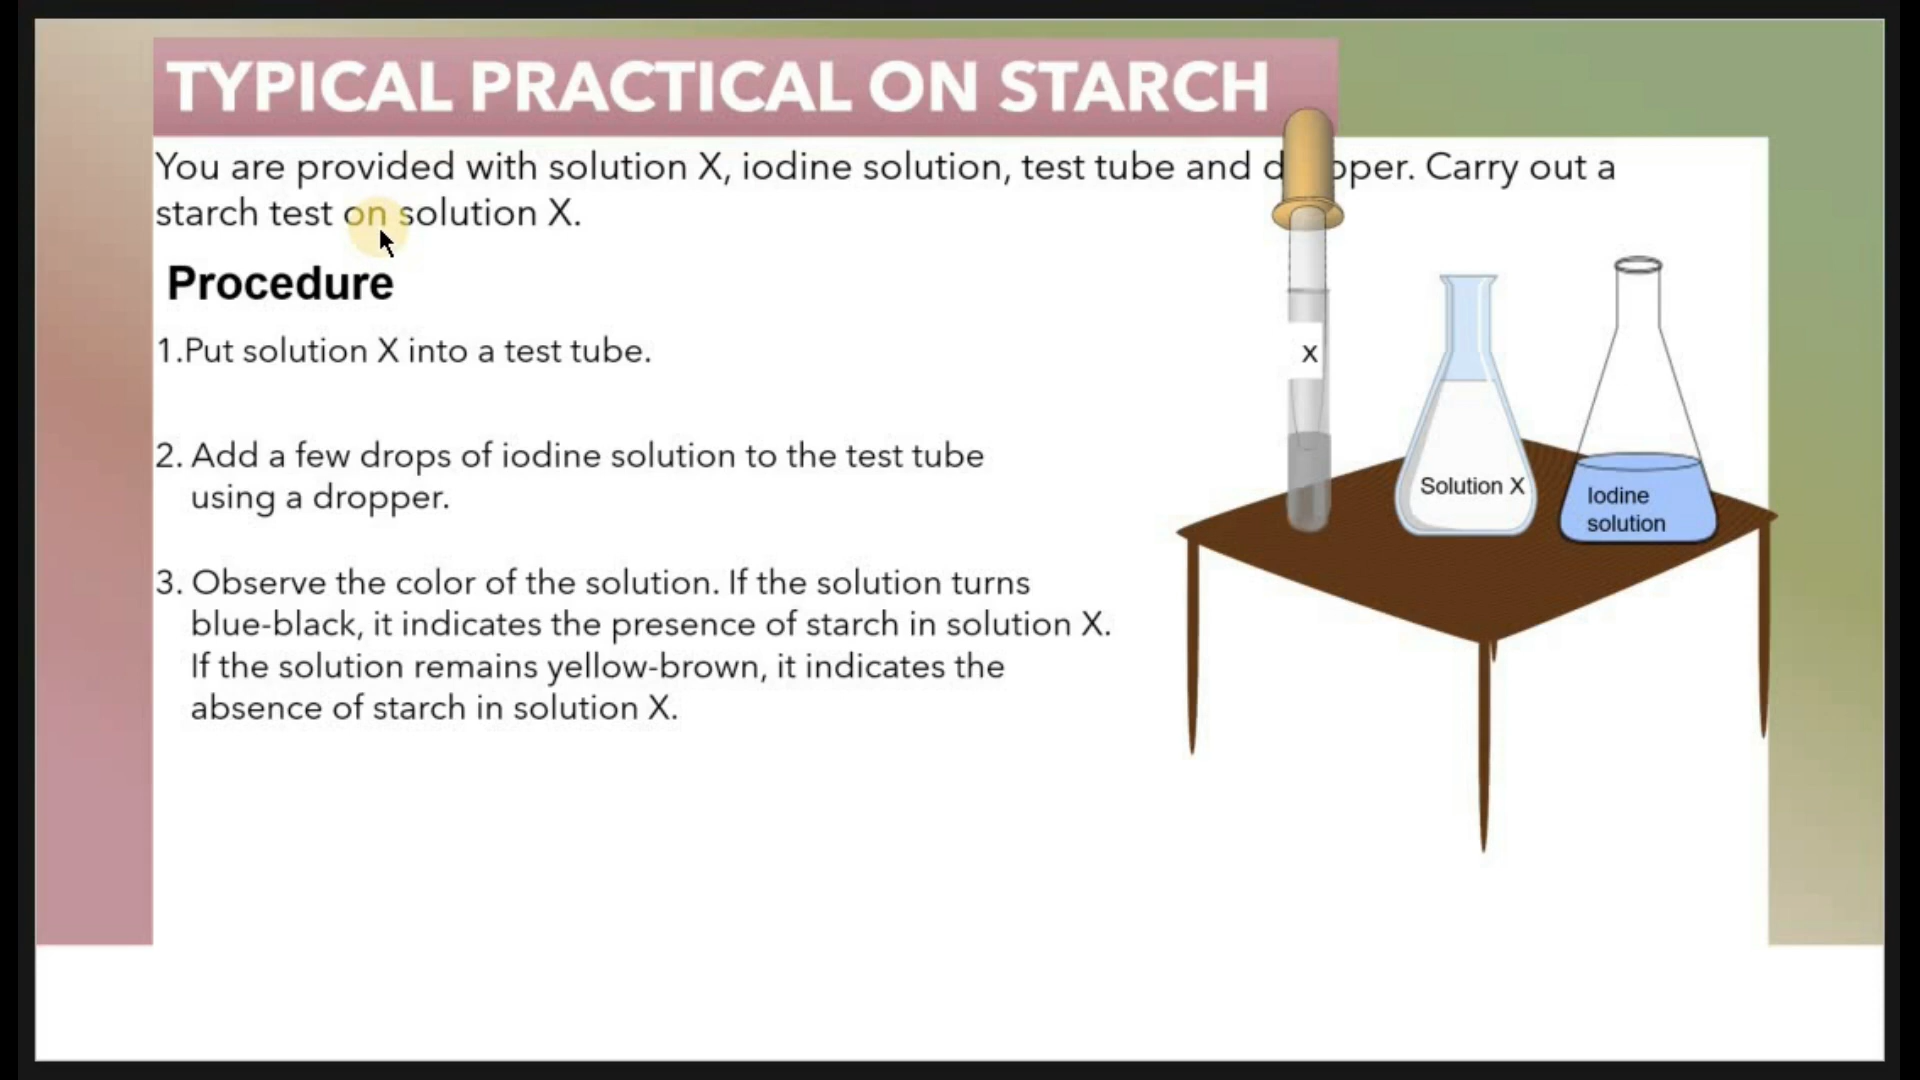 TYPICAL PRACTICAL ON STARCH
You are provided with solution X, iodine solution, test tube and Carry out a
starch test on solution X.
Procedure
1.Put solution X into a test tube.
2. Add a few drops of iodine solution to the test tube
using a dropper.
3. Observe the color of the solution. If the solution turns
blue-black, it indicates the presence of starch in solution X.
If the solution remains yellow-brown, it indicates the
absence of starch in solution X.
x
Solution X
Iodine
solution